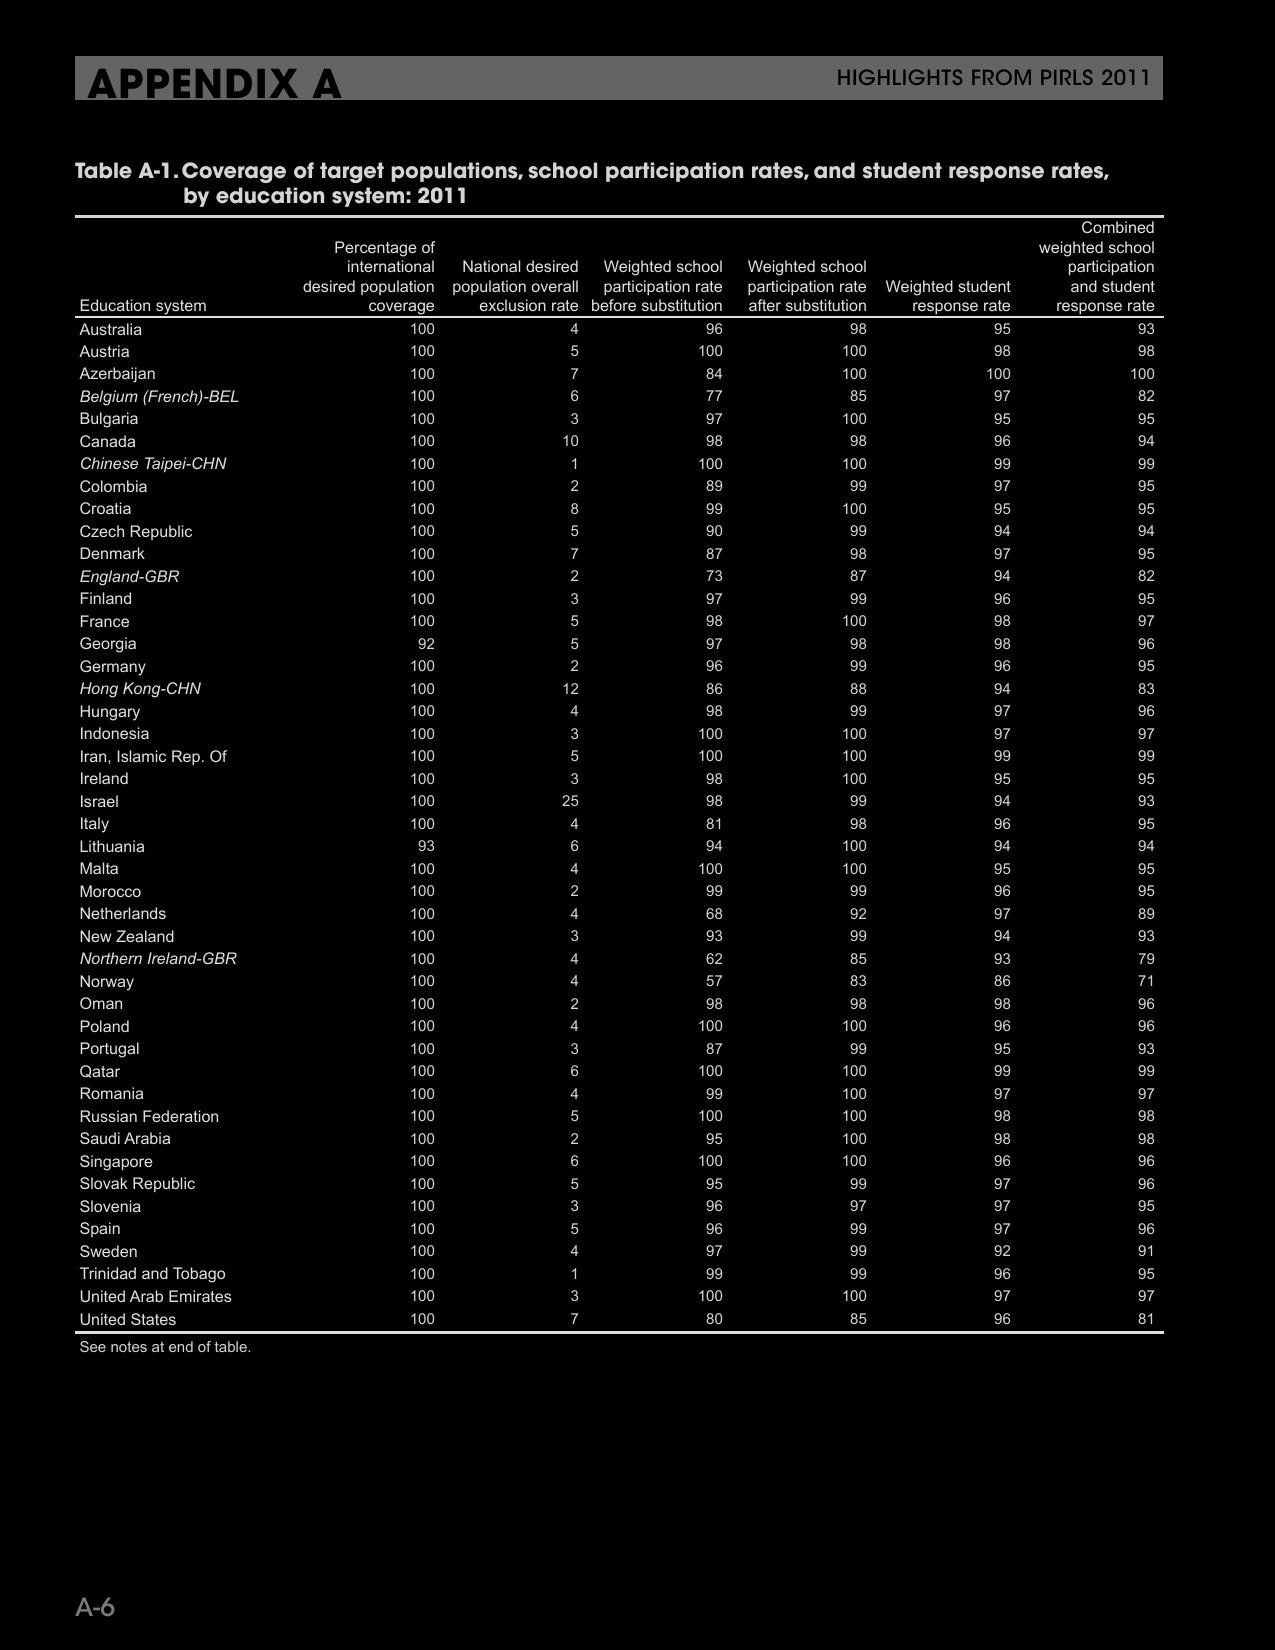 APPENDIX A
HIGHLIGHTS FROM PIRLS 2011
Table A-1. Coverage of target populations, school participation rates, and student response rates,
by education system: 2011
Education system
Percentage of
international
desired population
coverage
National desired
population overall
exclusion rate
Weighted school
participation rate
before substitution
Weighted school
participation rate
after substitution
Weighted student
response rate
Combined
weighted school
participation
and student
response rate
Australia 100 4 96 98 95 93
Austria 100 5 100 100 98 98
Azerbaijan 100 7 84 100 100 100
Belgium (French)-BEL 100 6 77 85 97 82
Bulgaria 100 3 97 100 95 95
Canada 100 10 98 98 96 94
Chinese Taipei-CHN 100 1 100 100 99 99
Colombia 100 2 89 99 97 95
Croatia 100 8 99 100 95 95
Czech Republic 100 5 90 99 94 94
Denmark 100 7 87 98 97 95
England-GBR 100 2 73 87 94 82
Finland 100 3 97 99 96 95
France 100 5 98 100 98 97
Georgia 92 5 97 98 98 96
Germany 100 2 96 99 96 95
Hong Kong-CHN 100 12 86 88 94 83
Hungary 100 4 98 99 97 96
Indonesia 100 3 100 100 97 97
Iran, Islamic Rep. Of 100 5 100 100 99 99
Ireland 100 3 98 100 95 95
Israel 100 25 98 99 94 93
Italy 100 4 81 98 96 95
Lithuania 93 6 94 100 94 94
Malta 100 4 100 100 95 95
Morocco 100 2 99 99 96 95
Netherlands 100 4 68 92 97 89
New Zealand 100 3 93 99 94 93
Northern Ireland-GBR 100 4 62 85 93 79
Norway 100 4 57 83 86 71
Oman 100 2 98 98 98 96
Poland 100 4 100 100 96 96
Portugal 100 3 87 99 95 93
Qatar 100 6 100 100 99 99
Romania 100 4 99 100 97 97
Russian Federation 100 5 100 100 98 98
Saudi Arabia 100 2 95 100 98 98
Singapore 100 6 100 100 96 96
Slovak Republic 100 5 95 99 97 96
Slovenia 100 3 96 97 97 95
Spain 100 5 96 99 97 96
Sweden 100 4 97 99 92 91
Trinidad and Tobago 100 1 99 99 96 95
United Arab Emirates 100 3 100 100 97 97
United States 100 7 80 85 96 81
See notes at end of table.
A-6